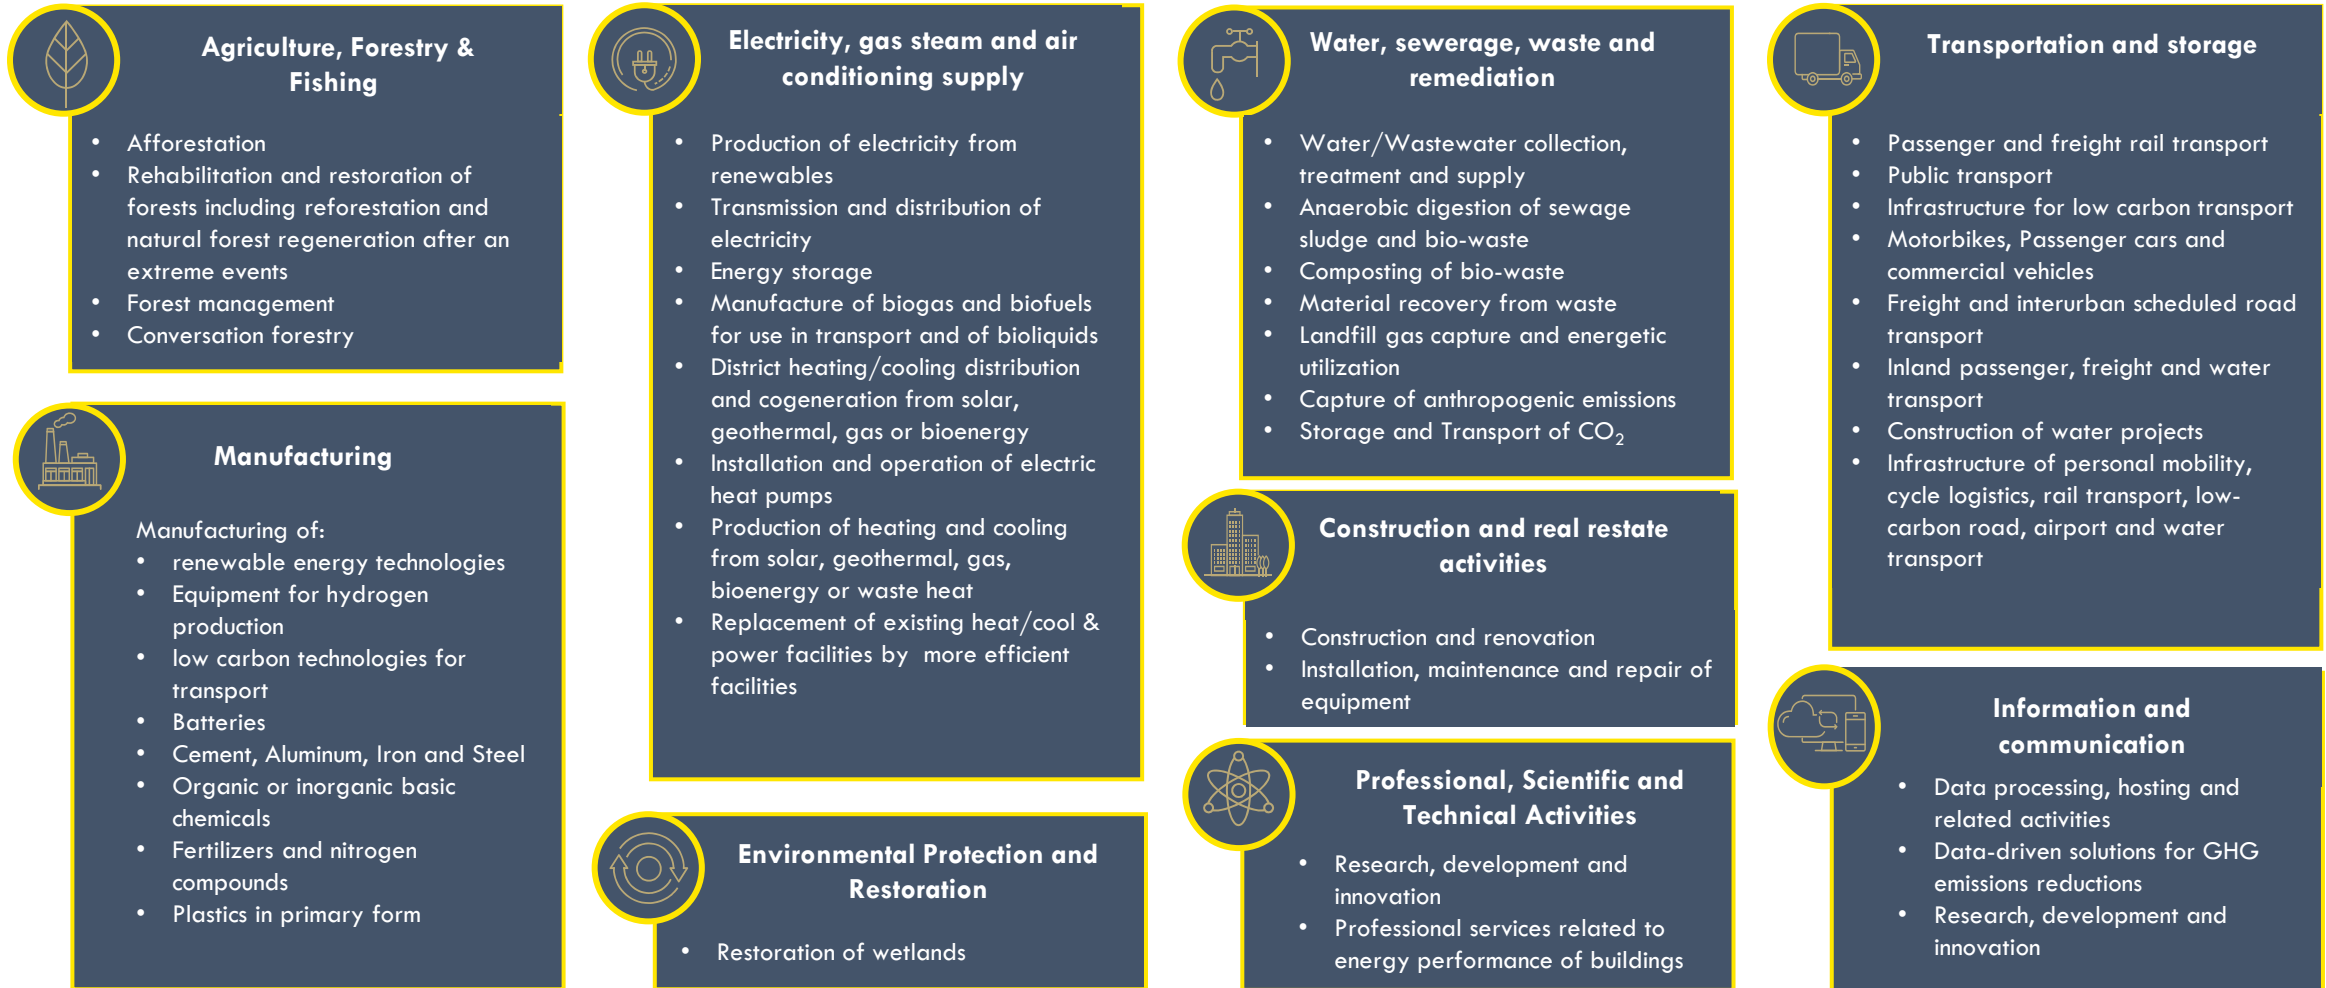 Agriculture, Forestry &
Fishing
• Afforestation
• Rehabilitation and restoration of
forests including reforestation and
natural forest regeneration after an
extreme events
• Forest management
• Conversation forestry
Manufacturing
Manufacturing of:
• renewable energy technologies
• Equipment for hydrogen
production
• low carbon technologies for
transport
• Batteries
• Cement, Aluminum, Iron and Steel
• Organic or inorganic basic
chemicals
• Fertilizers and nitrogen
compounds
• Plastics in primary form
Electricity, gas steam and air
conditioning supply
• Production of electricity from
renewables
• Transmission and distribution of
electricity
• Energy storage
• Manufacture of biogas and biofuels
for use in transport and of bioliquids
• District heating/cooling distribution
and cogeneration from solar,
geothermal, gas or bioenergy
• Installation and operation of electric
heat pumps
• Production of heating and cooling
from solar, geothermal, gas,
bioenergy or waste heat
• Replacement of existing heat/cool &
power facilities by more efficient
facilities
Environmental Protection and
Restoration
• Restoration of wetlands
Water, sewerage, waste and
remediation
• Water/Wastewater collection,
treatment and supply
• Anaerobic digestion of sewage
sludge and bio-waste
• Composting of bio-waste
• Material recovery from waste
• Landfill gas capture and energetic
utilization
• Capture of anthropogenic emissions
• Storage and Transport of CO₂
Construction and real restate
activities
• Construction and renovation
• Installation, maintenance and repair of
equipment
Professional, Scientific and
Technical Activities
• Research, development and
innovation
• Professional services related to
energy performance of buildings
Transportation and storage
• Passenger and freight rail transport
• Public transport
• Infrastructure for low carbon transport
• Motorbikes, Passenger cars and
commercial vehicles
• Freight and interurban scheduled road
transport
• Inland passenger, freight and water
transport
• Construction of water projects
• Infrastructure of personal mobility,
cycle logistics, rail transport, low-
carbon road, airport and water
transport
Information and
communication
• Data processing, hosting and
related activities
• Data-driven solutions for GHG
emissions reductions
• Research, development and
innovation